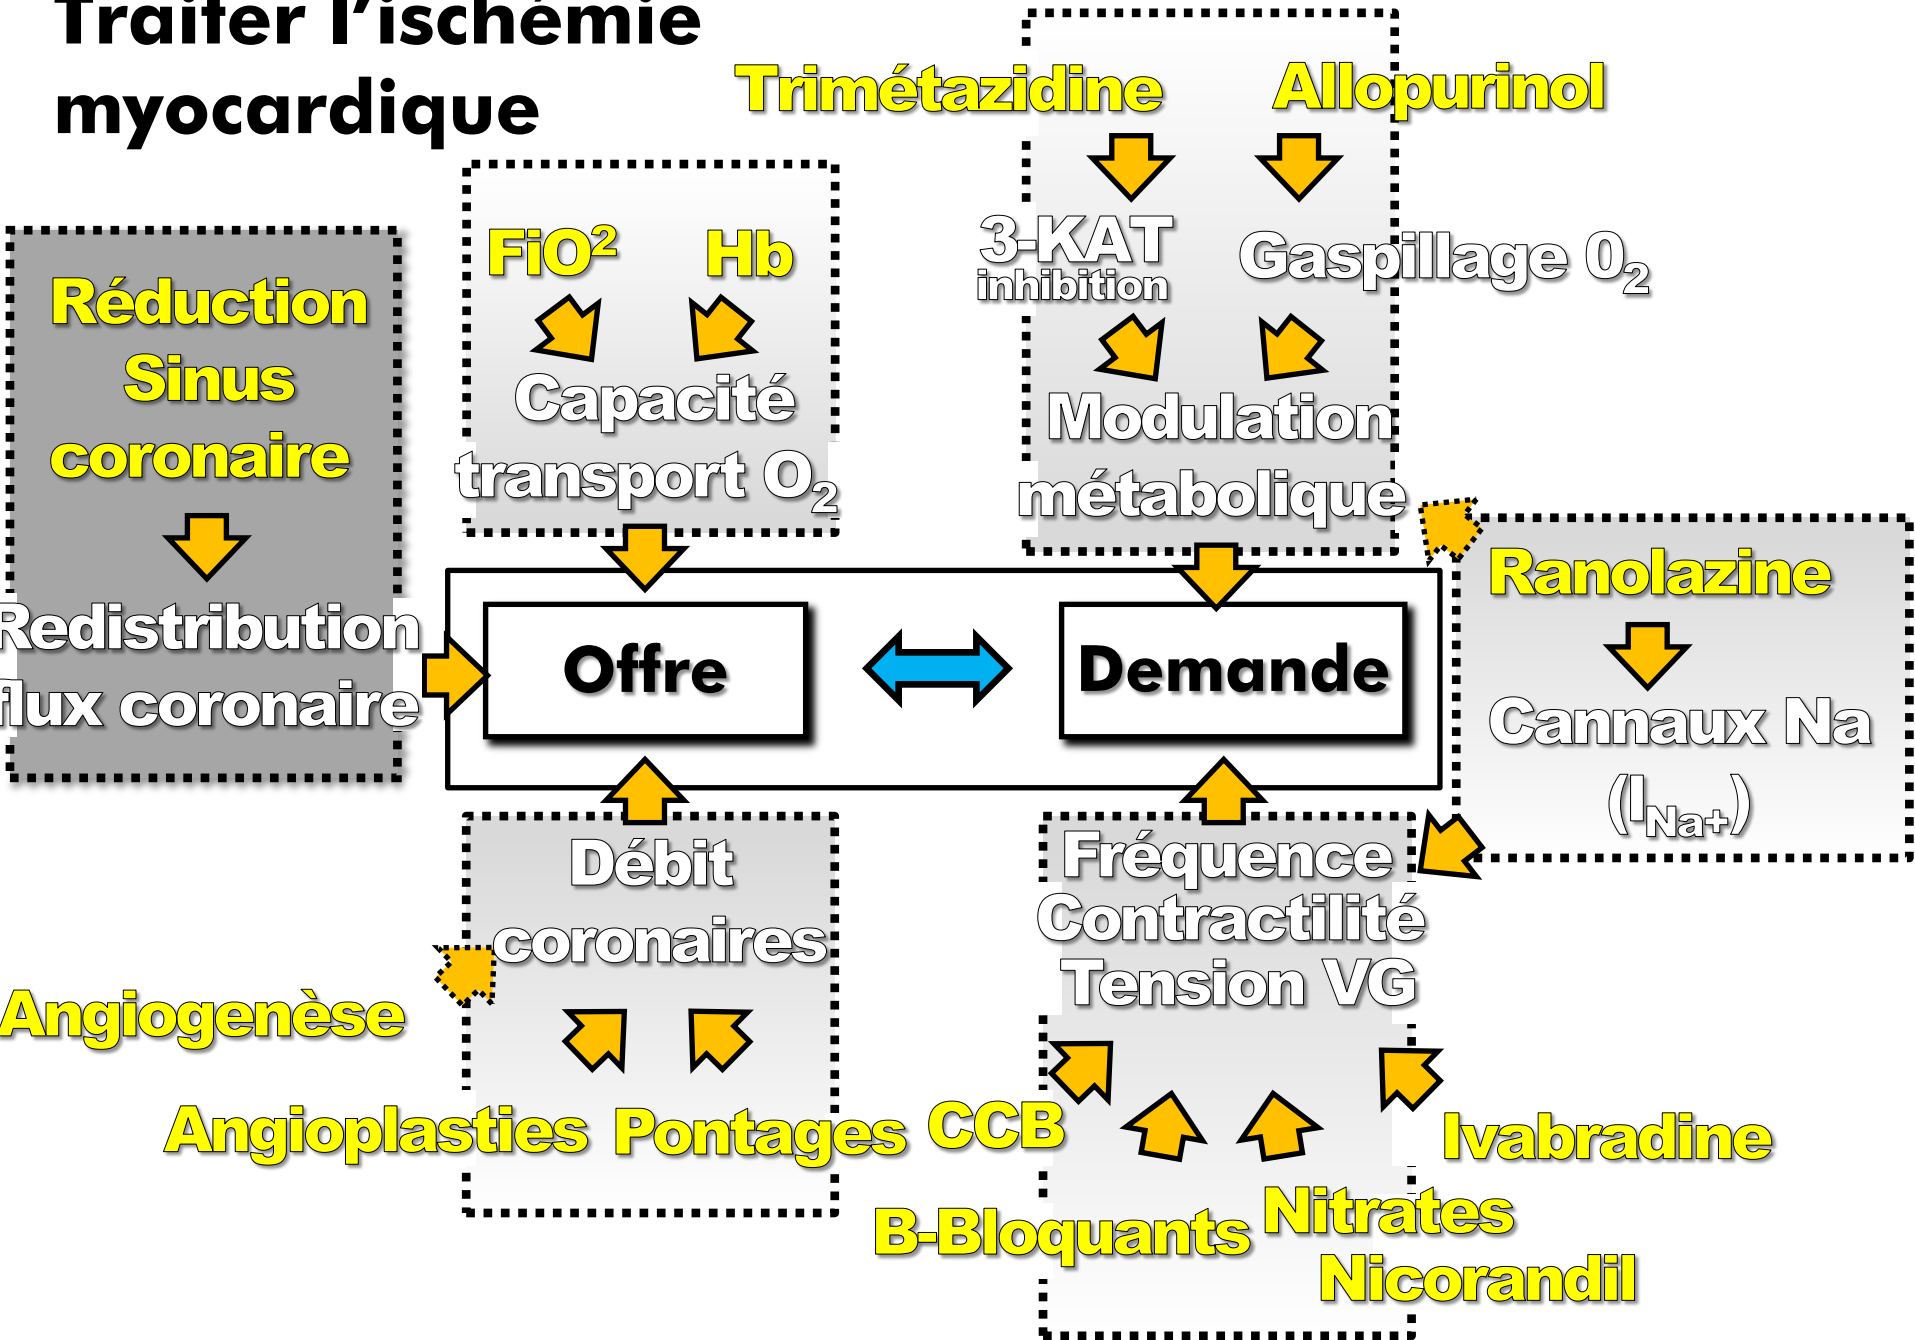 Traiter l’ischémie
myocardique
Trimétazidine
Allopurinol
3-KAT
inhibition
Gaspillage 0₂
Modulation
métabolique
FiO²
Hb
Capacité
transport O₂
Réduction
Sinus
coronaire
Redistribution
flux coronaire
Offre
Demande
Ranolazine
Cannaux Na
(I_Na+)
Débit
coronaires
Angiogenèse
Angioplasties
Pontages
Fréquence
Contractilité
Tension VG
CCB
B-Bloquants
Nitrates
Nicorandil
Ivabradine